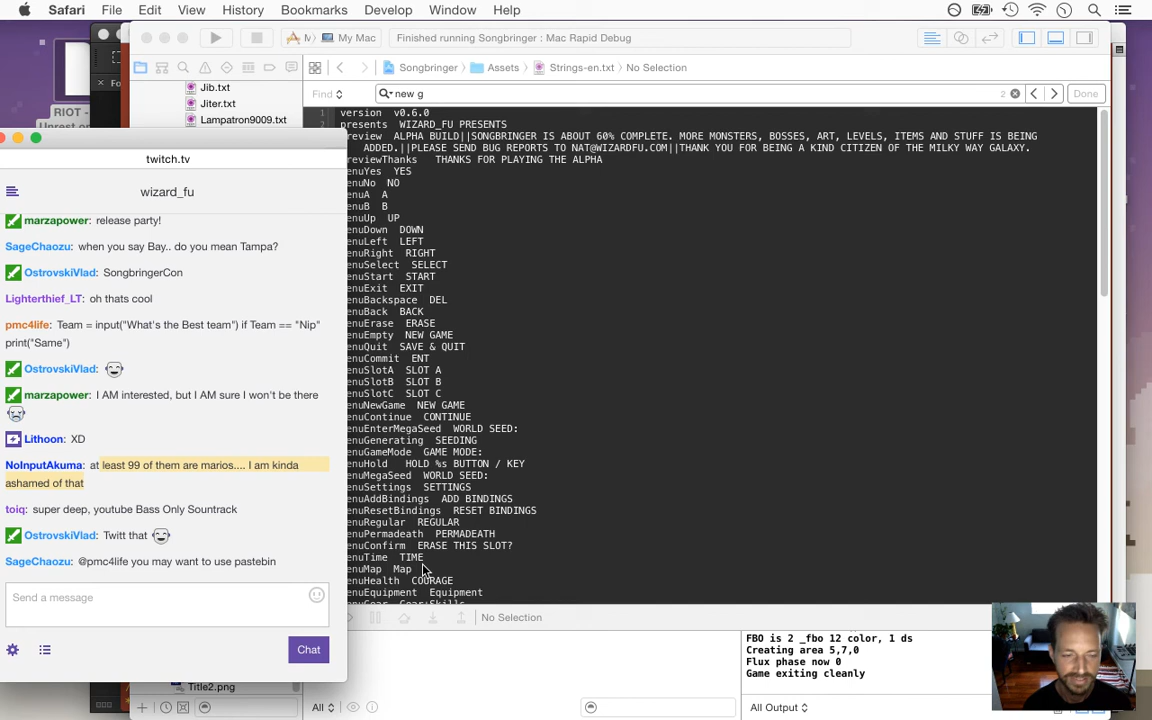 Safari File Edit View History Bookmarks Develop Window Help
My Mac
Finished running Songbringer : Mac Rapid Debug
Songbringer
Assets
Strings-en.txt
No Selection
Find
new g
2
Done
Jib.txt
Jiter.txt
Lampatron9009.txt
RIOT -
twitch.tv
wizard_fu
marzapower: release party!
SageChaozu: when you say Bay.. do you mean Tampa?
OstrovskiVlad: SongbringerCon
Lighterthief_LT: oh thats cool
pmc4life: Team = input("What's the Best team") if Team == "Nip"
print("Same")
OstrovskiVlad:
marzapower: I AM interested, but I AM sure I won't be there
Lithoon: XD
NoInputAkuma: at least 99 of them are marios.... I am kinda
ashamed of that
toiq: super deep, youtube Bass Only Sountrack
OstrovskiVlad: Twitt that
SageChaozu: @pmc4life you may want to use pastebin
Send a message
Chat
1
2
version v0.6.0
presents WIZARD_FU PRESENTS
review ALPHA BUILD||SONGBRINGER IS ABOUT 60% COMPLETE. MORE MONSTERS, BOSSES, ART, LEVELS, ITEMS AND STUFF IS BEING
ADDED.||PLEASE SEND BUG REPORTS TO NAT@WIZARDFU.COM||THANK YOU FOR BEING A KIND CITIZEN OF THE MILKY WAY GALAXY.
reviewThanks THANKS FOR PLAYING THE ALPHA
enuYes YES
enuNo NO
enuA A
enuB B
enuUp UP
enuDown DOWN
enuLeft LEFT
enuRight RIGHT
enuSelect SELECT
enuStart START
enuExit EXIT
enuBackspace DEL
enuBack BACK
enuErase ERASE
enuEmpty NEW GAME
enuQuit SAVE & QUIT
enuCommit ENT
enuSlotA SLOT A
enuSlotB SLOT B
enuSlotC SLOT C
enuNewGame NEW GAME
enuContinue CONTINUE
enuEnterMegaSeed WORLD SEED:
enuGenerating SEEDING
enuGameMode GAME MODE:
enuHold HOLD %s BUTTON / KEY
enuMegaSeed WORLD SEED:
enuSettings SETTINGS
enuAddBindings ADD BINDINGS
enuResetBindings RESET BINDINGS
enuRegular REGULAR
enuPermadeath PERMADEATH
enuConfirm ERASE THIS SLOT?
enuTime TIME
enuMap Map
enuHealth COURAGE
enuEquipment Equipment
enuGear Gear:Skills
No Selection
FBO is 2 _fbo 12 color, 1 ds
Creating area 5,7,0
Flux phase now 0
Game exiting cleanly
Title2.png
All
All Output